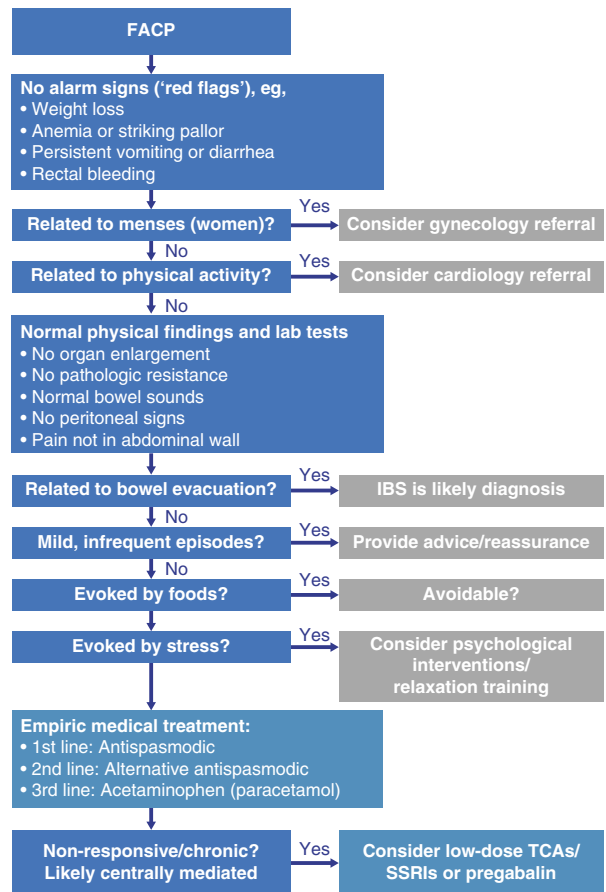 FACP
No alarm signs (‘red flags’), eg,
• Weight loss
• Anemia or striking pallor
• Persistent vomiting or diarrhea
• Rectal bleeding
Related to menses (women)?
Yes
Consider gynecology referral
No
Related to physical activity?
Yes
Consider cardiology referral
No
Normal physical findings and lab tests
• No organ enlargement
• No pathologic resistance
• Normal bowel sounds
• No peritoneal signs
• Pain not in abdominal wall
Related to bowel evacuation?
Yes
IBS is likely diagnosis
No
Mild, infrequent episodes?
Yes
Provide advice/reassurance
No
Evoked by foods?
Yes
Avoidable?
Evoked by stress?
Yes
Consider psychological
interventions/
relaxation training
Empiric medical treatment:
• 1st line: Antispasmodic
• 2nd line: Alternative antispasmodic
• 3rd line: Acetaminophen (paracetamol)
Non-responsive/chronic?
Likely centrally mediated
Yes
Consider low-dose TCAs/
SSRIs or pregabalin